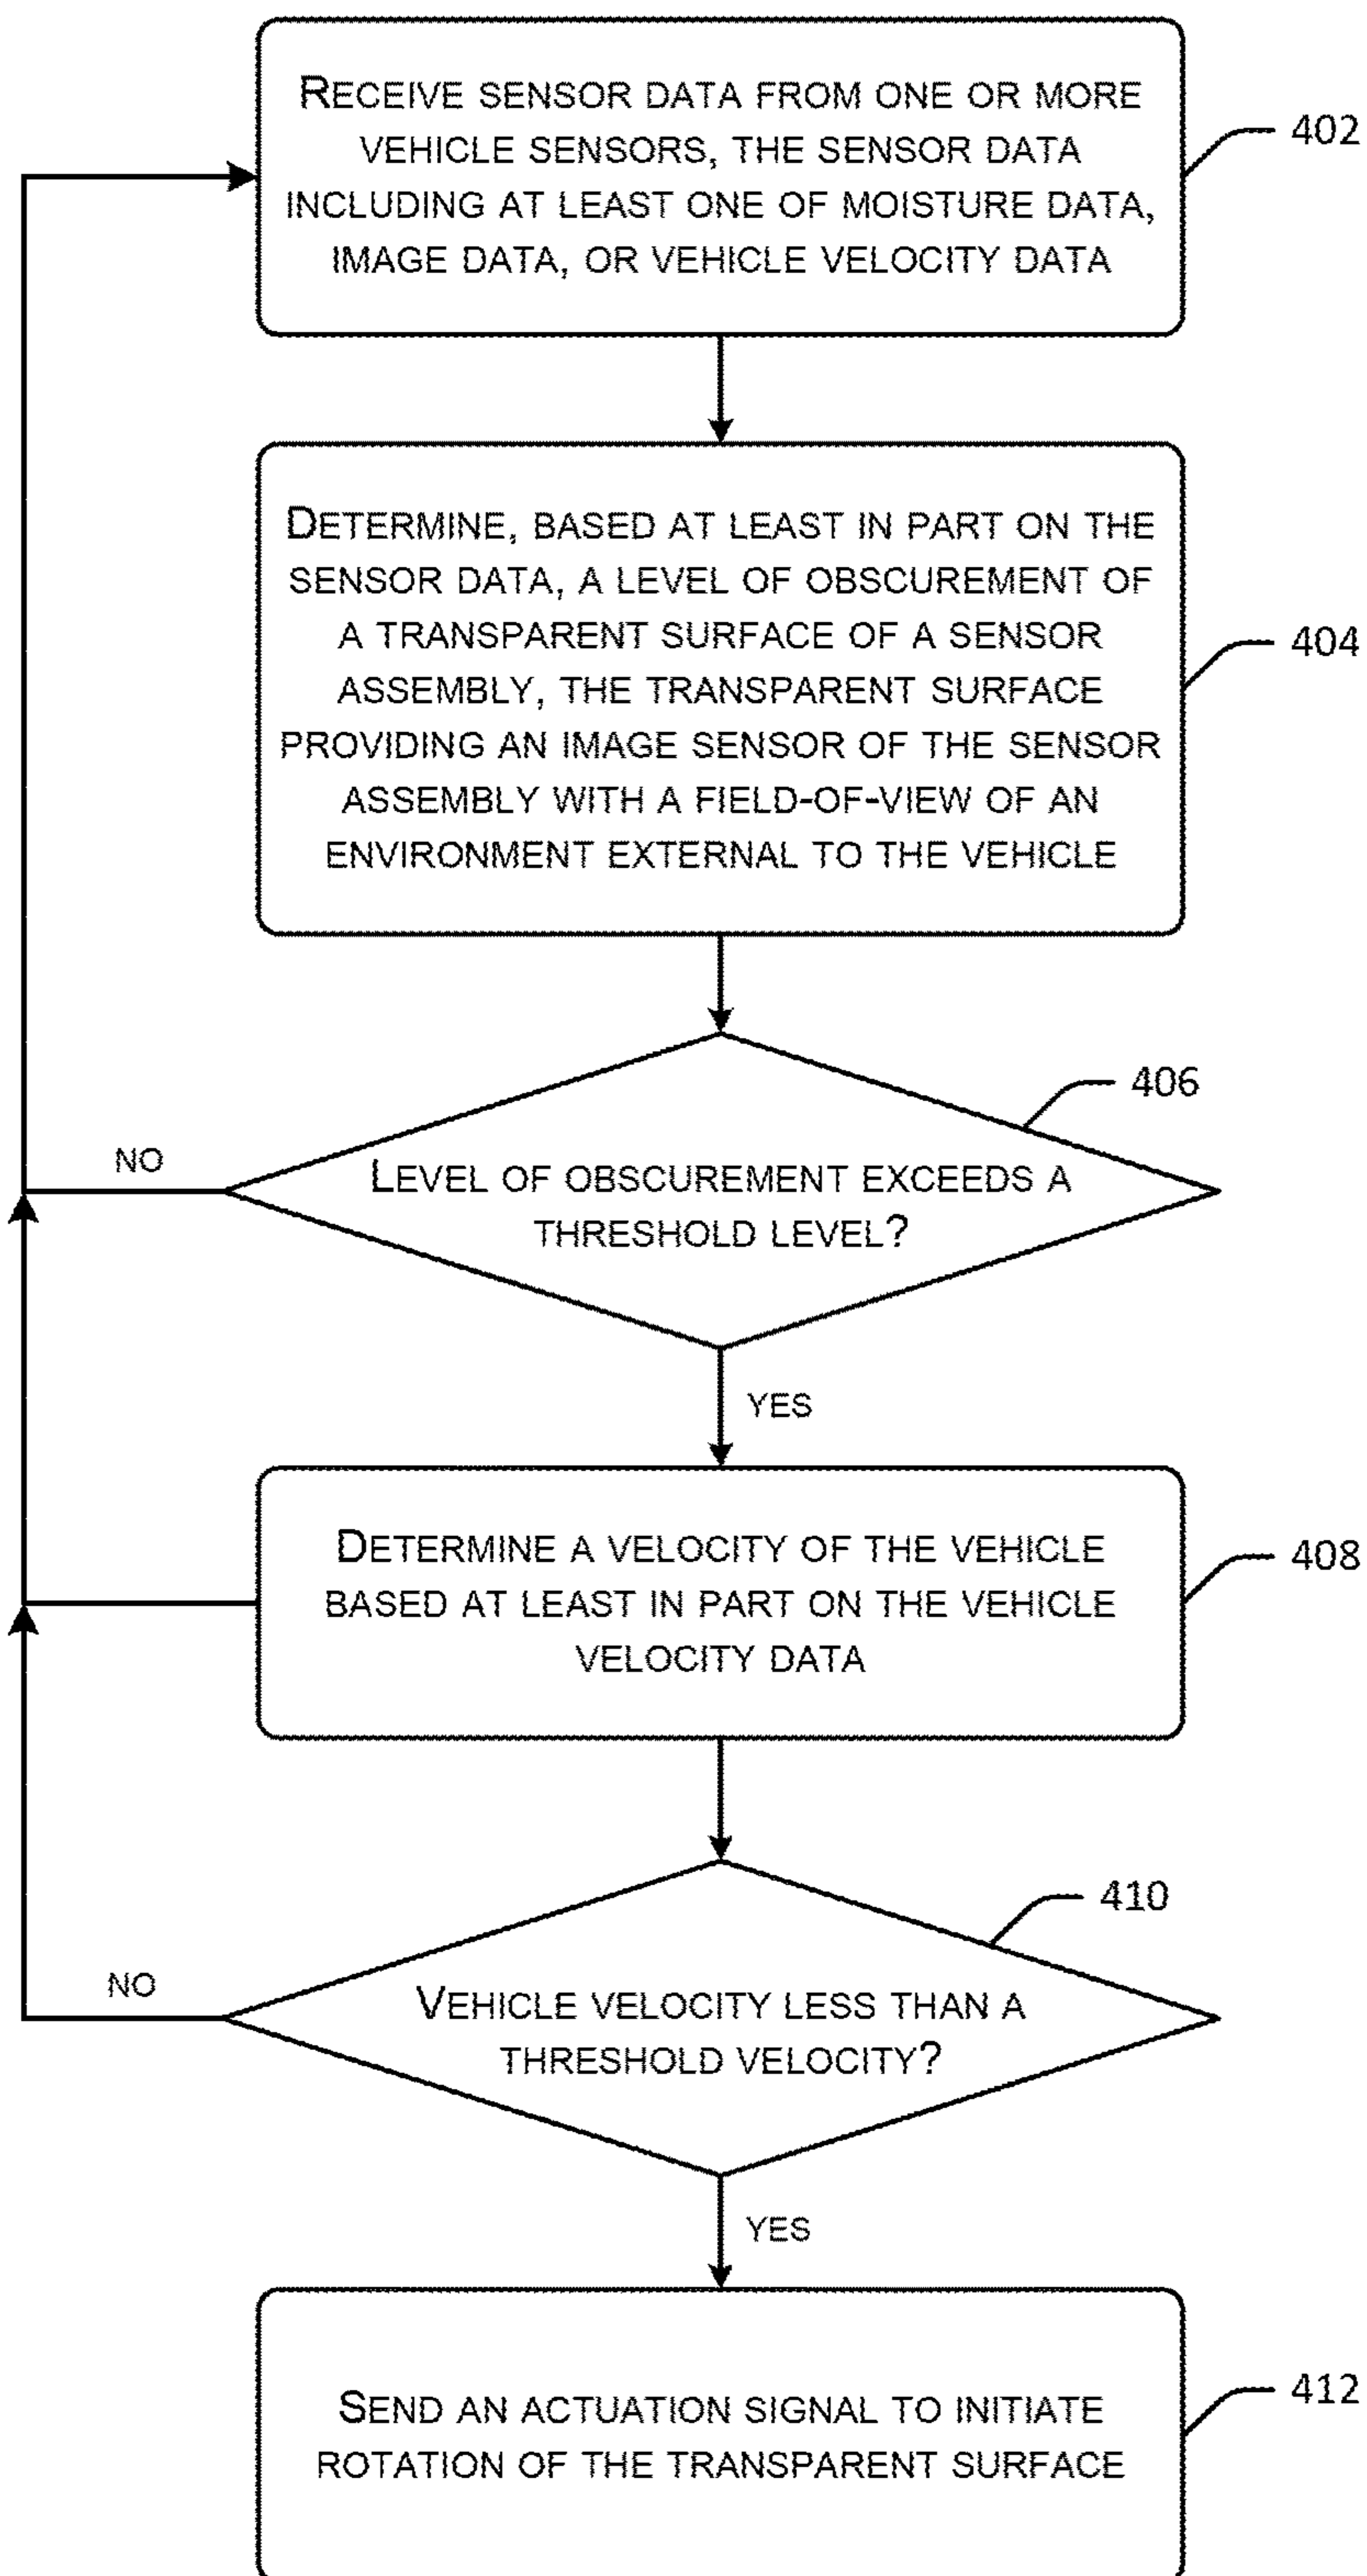 RECEIVE SENSOR DATA FROM ONE OR MORE
VEHICLE SENSORS, THE SENSOR DATA
INCLUDING AT LEAST ONE OF MOISTURE DATA,
IMAGE DATA, OR VEHICLE VELOCITY DATA
402
DETERMINE, BASED AT LEAST IN PART ON THE
SENSOR DATA, A LEVEL OF OBSCUREMENT OF
A TRANSPARENT SURFACE OF A SENSOR
ASSEMBLY, THE TRANSPARENT SURFACE
PROVIDING AN IMAGE SENSOR OF THE SENSOR
ASSEMBLY WITH A FIELD-OF-VIEW OF AN
ENVIRONMENT EXTERNAL TO THE VEHICLE
404
406
NO
LEVEL OF OBSCUREMENT EXCEEDS A
THRESHOLD LEVEL?
YES
DETERMINE A VELOCITY OF THE VEHICLE
BASED AT LEAST IN PART ON THE VEHICLE
VELOCITY DATA
408
410
NO
VEHICLE VELOCITY LESS THAN A
THRESHOLD VELOCITY?
YES
SEND AN ACTUATION SIGNAL TO INITIATE
ROTATION OF THE TRANSPARENT SURFACE
412